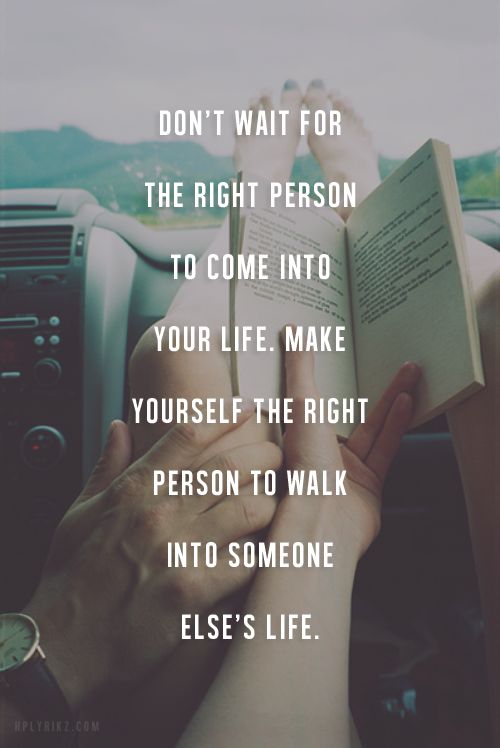 DON'T WAIT FOR
THE RIGHT PERSON
TO COME INTO
YOUR LIFE. MAKE
YOURSELF THE RIGHT
PERSON TO WALK
INTO SOMEONE
ELSE'S LIFE.
HPLYRIKZ.COM